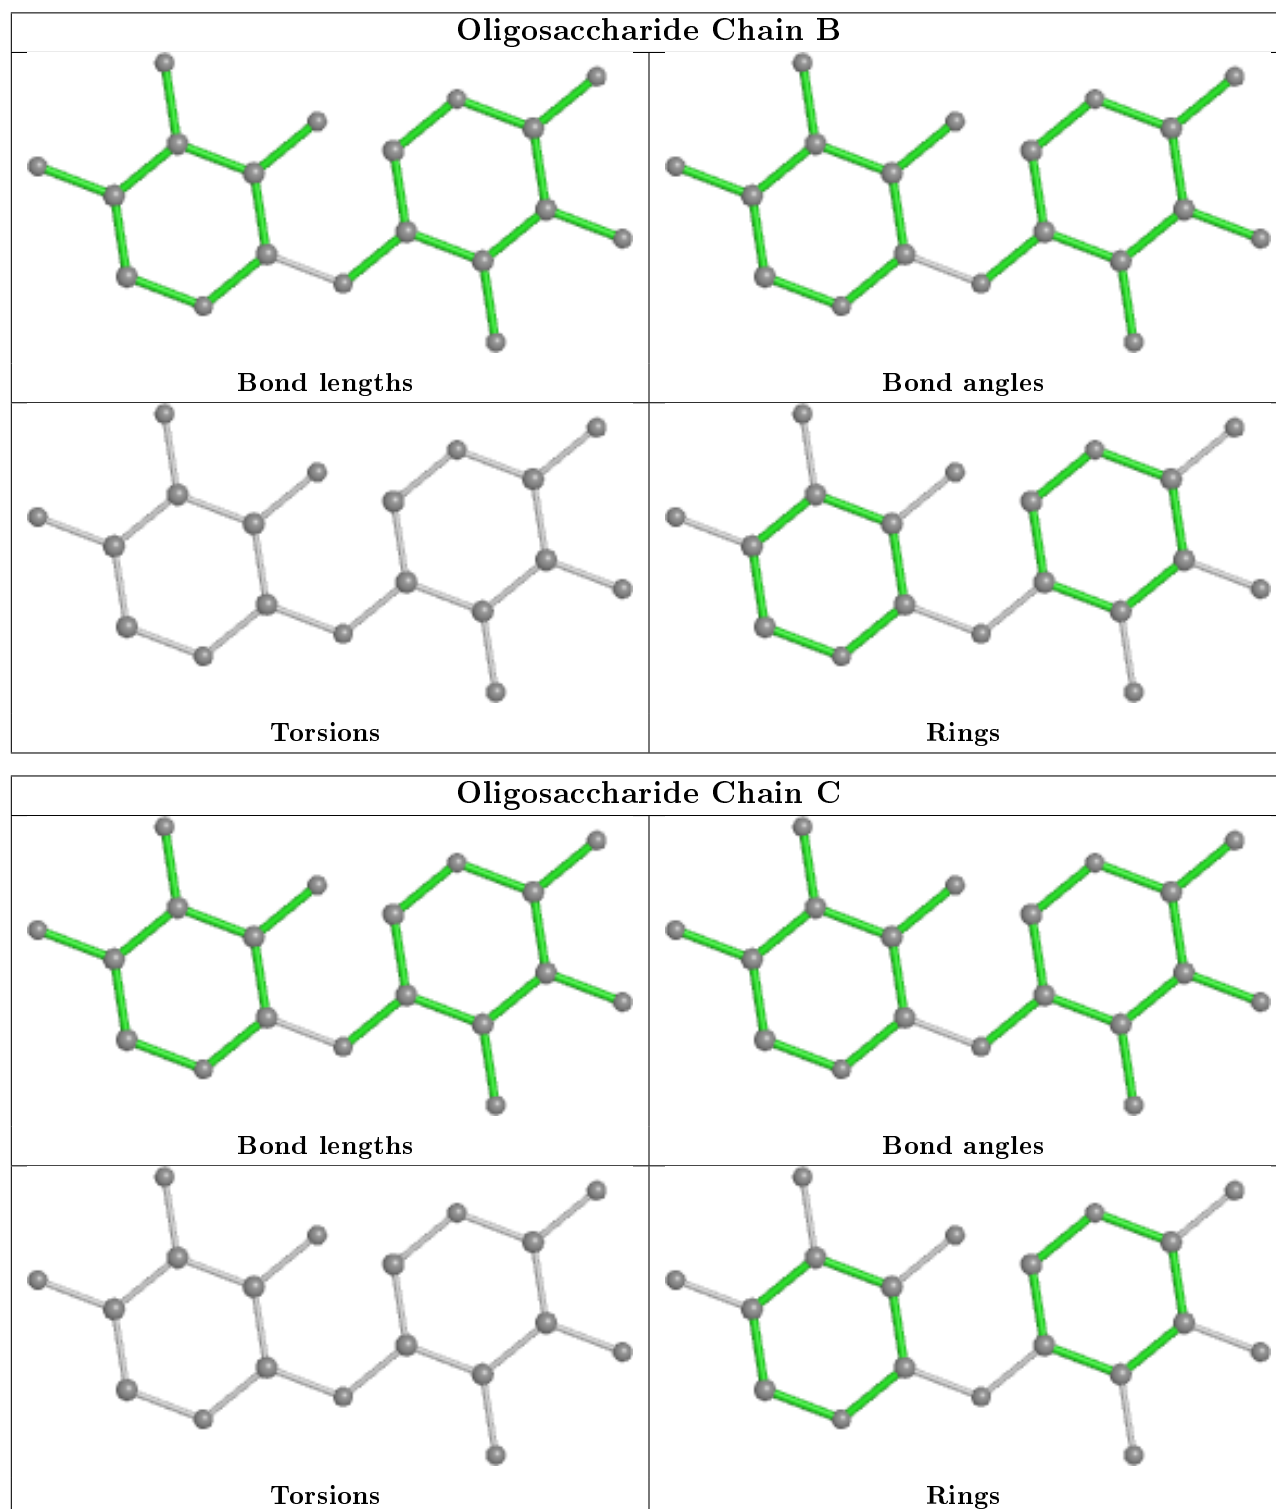 Oligosaccharide Chain B
Bond lengths
Bond angles
Torsions
Rings
Oligosaccharide Chain C
Bond lengths
Bond angles
Torsions
Rings